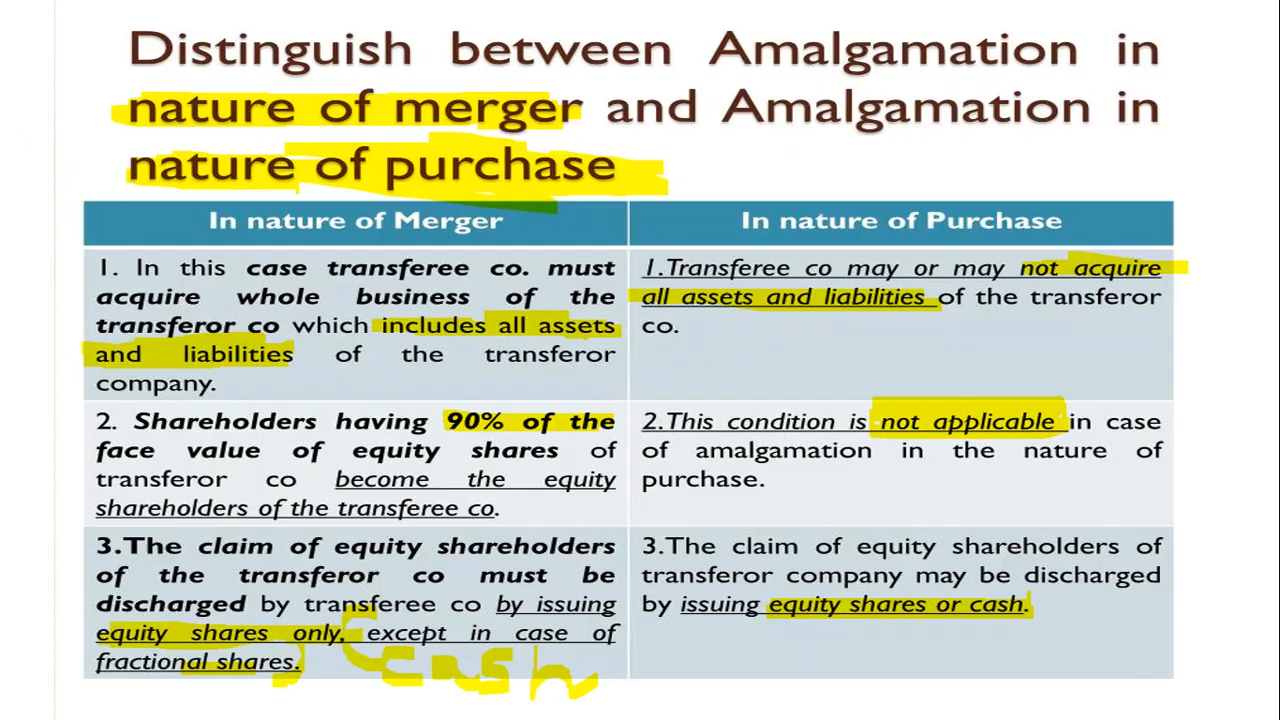 Distinguish between Amalgamation in
nature of merger and Amalgamation in
nature of purchase
In nature of Merger
In nature of Purchase
1. In this case transferee co. must
acquire whole business of the
transferor co which includes all assets
and liabilities of the transferor
company.
1.Transferee co may or may not acquire
all assets and liabilities of the transferor
co.
2. Shareholders having 90% of the
face value of equity shares of
transferor co become the equity
shareholders of the transferee co.
2.This condition is not applicable in case
of amalgamation in the nature of
purchase.
3.The claim of equity shareholders
of the transferor co must be
discharged by transferee co by issuing
equity shares only, except in case of
fractional shares.
cash
3.The claim of equity shareholders of
transferor company may be discharged
by issuing equity shares or cash.